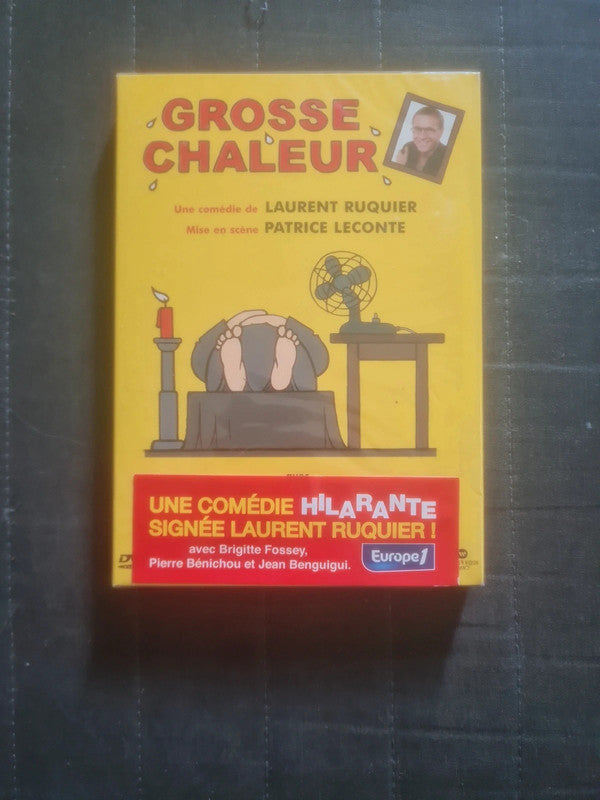 GROSSE
CHALEUR
Une comédie de LAURENT RUQUIER
Mise en scène PATRICE LECONTE
UNE COMÉDIE HILARANTE
SIGNÉE LAURENT RUQUIER !
avec Brigitte Fossey,
Pierre Bénichou et Jean Benguigui.
Europe1